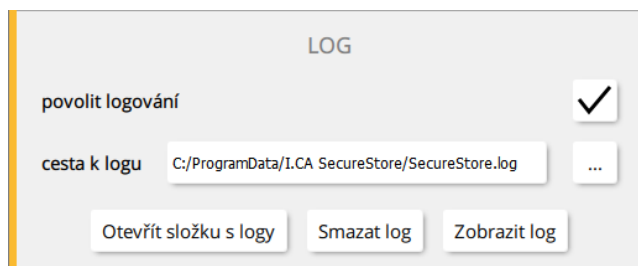 LOG
povolit logování
cesta k logu C:/ProgramData/I.CA SecureStore/SecureStore.log ...
Otevřít složku s logy Smazat log Zobrazit log